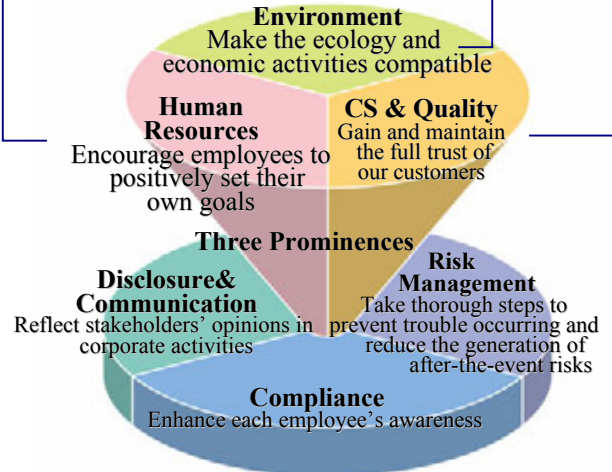 Environment
Make the ecology and
economic activities compatible
Human
Resources
Encourage employees to
positively set their
own goals
CS & Quality
Gain and maintain
the full trust of
our customers
Three Prominences
Disclosure&
Communication
Reflect stakeholders’ opinions in
corporate activities
Risk
Management
Take thorough steps to
prevent trouble occurring and
reduce the generation of
after-the-event risks
Compliance
Enhance each employee’s awareness